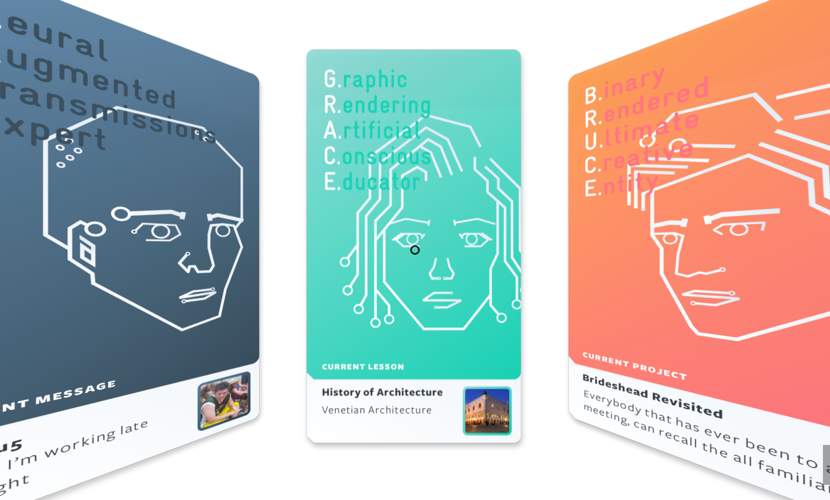 .eural
.ugmented
.ransmissions
.xpert
NT MESSAGE
I'm working late
ght
G.raphic
R.endering
A.rtificial
C.onscious
E.ducator
CURRENT LESSON
History of Architecture
Venetian Architecture
B.inary
R.endered
U.ltimate
C.reative
E.ntity
CURRENT PROJECT
Brideshead Revisited
Everybody that has ever been to
meeting, can recall the all familia